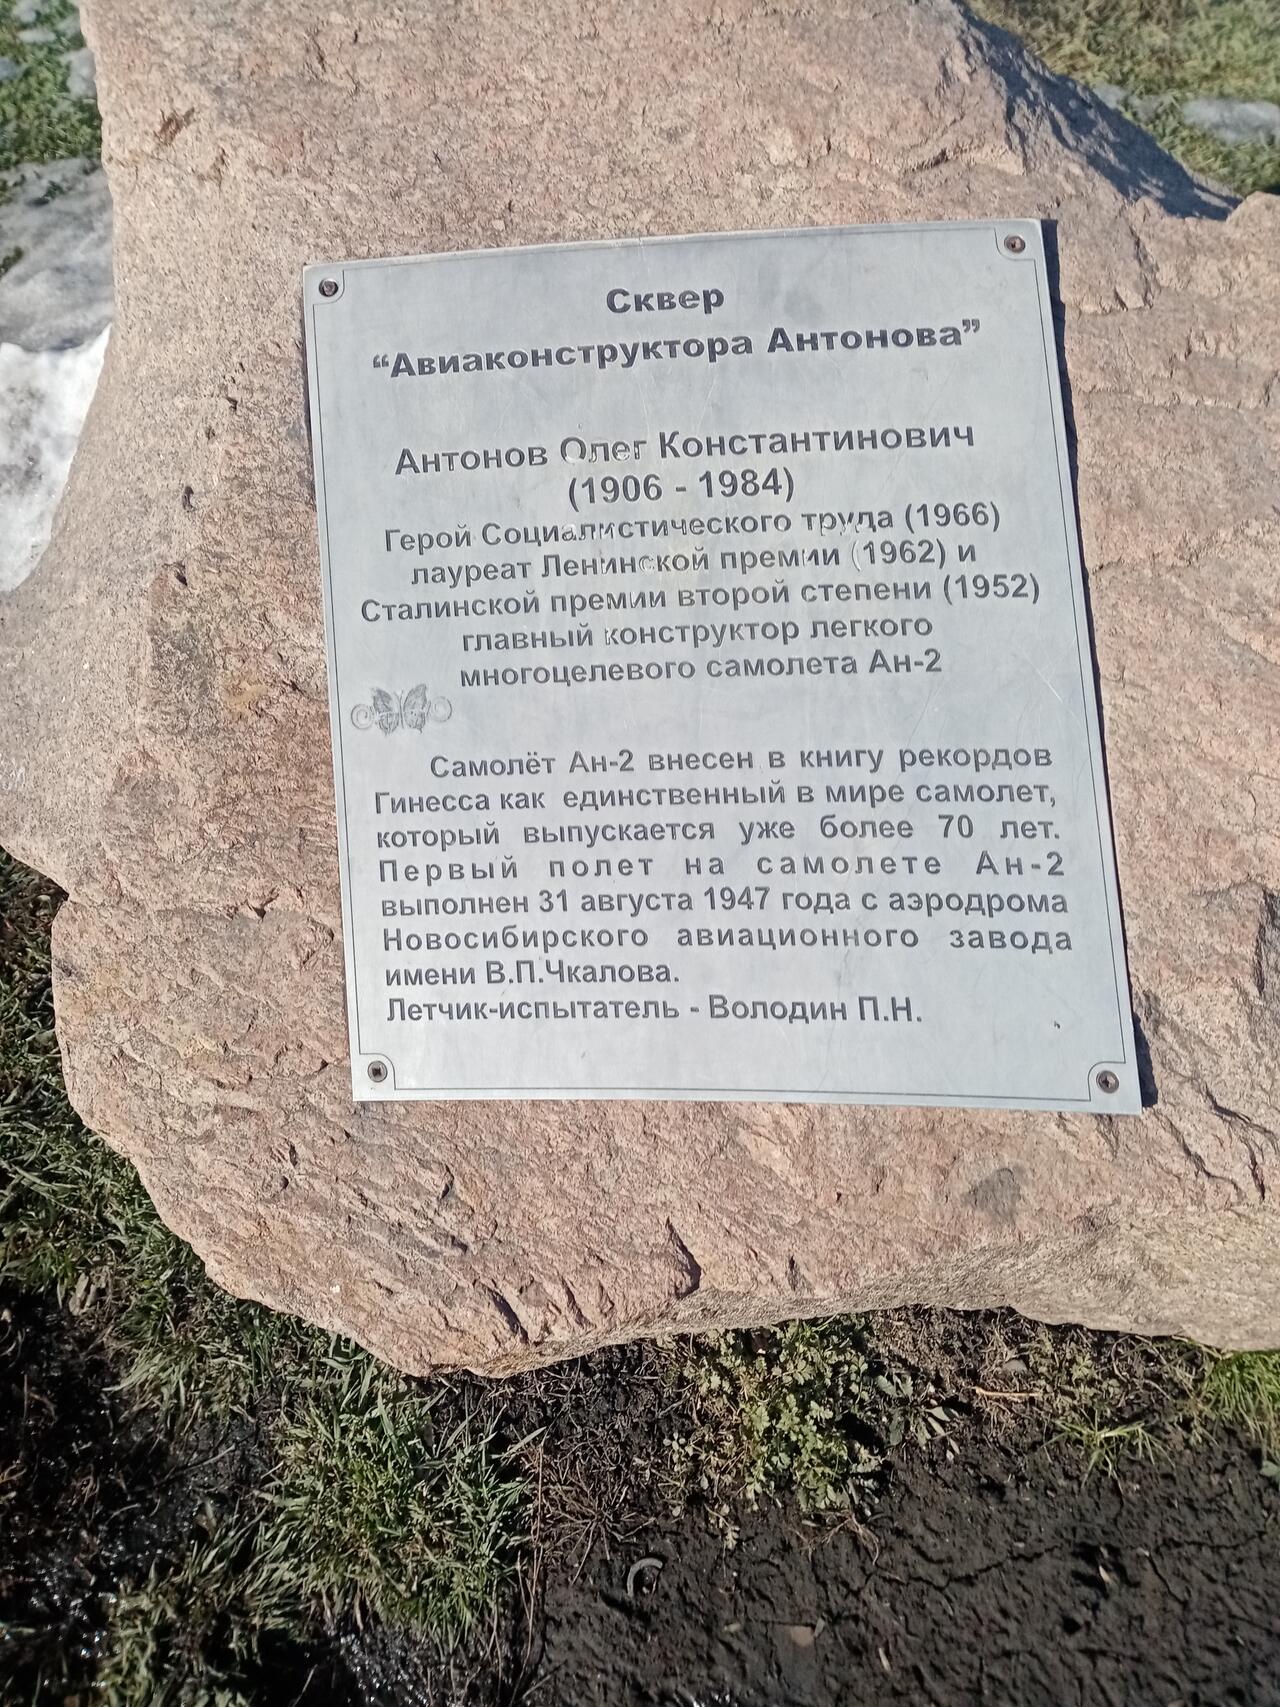 Сквер
“Авиаконструктора Антонова”
Антонов Олег Константинович
(1906 - 1984)
Герой Социалистического труда (1966)
лауреат Ленинской премии (1962) и
Сталинской премии второй степени (1952)
главный конструктор легкого
многоцелевого самолета Ан-2
Самолёт Ан-2 внесен в книгу рекордов
Гинесса как единственный в мире самолет,
который выпускается уже более 70 лет.
Первый полет на самолете Ан-2
выполнен 31 августа 1947 года с аэродрома
Новосибирского авиационного завода
имени В.П.Чкалова.
Летчик-испытатель - Володин П.Н.